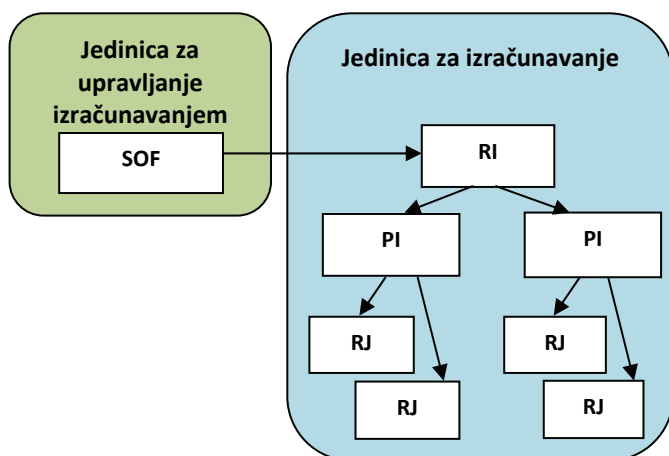 Jedinica za
upravljanje
izračunavanjem
SOF
Jedinica za izračunavanje
RI
PI
PI
RJ
RJ
RJ
RJ